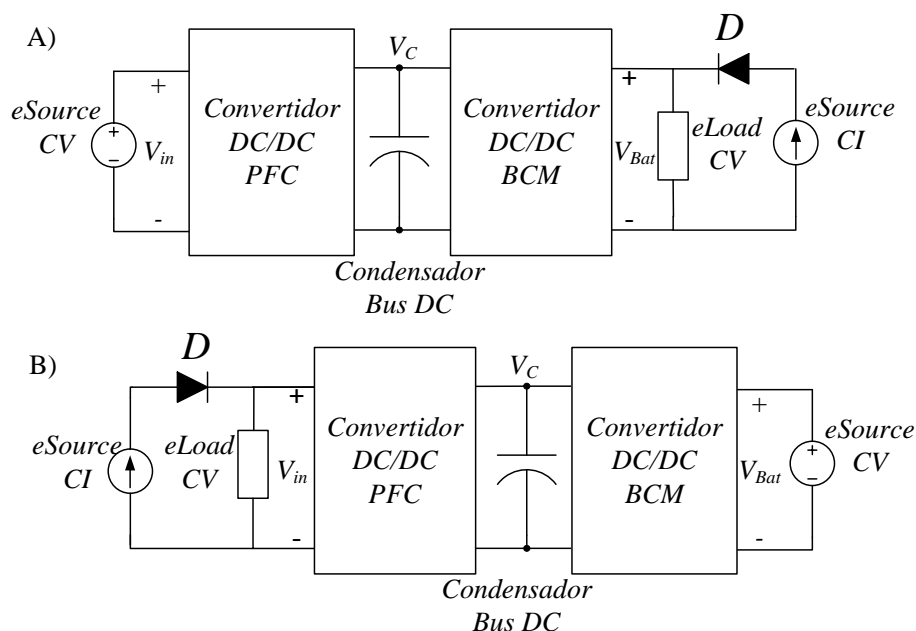 A)
eSource
CV
+
-
V_in
+
-
Convertidor
DC/DC
PFC
V_C
Condensador
Bus DC
Convertidor
DC/DC
BCM
+
-
V_Bat
eLoad
CV
D
eSource
CI
B)
eSource
CI
D
eLoad
CV
+
V_in
-
Convertidor
DC/DC
PFC
V_C
Condensador
Bus DC
Convertidor
DC/DC
BCM
+
V_Bat
-
+
-
eSource
CV